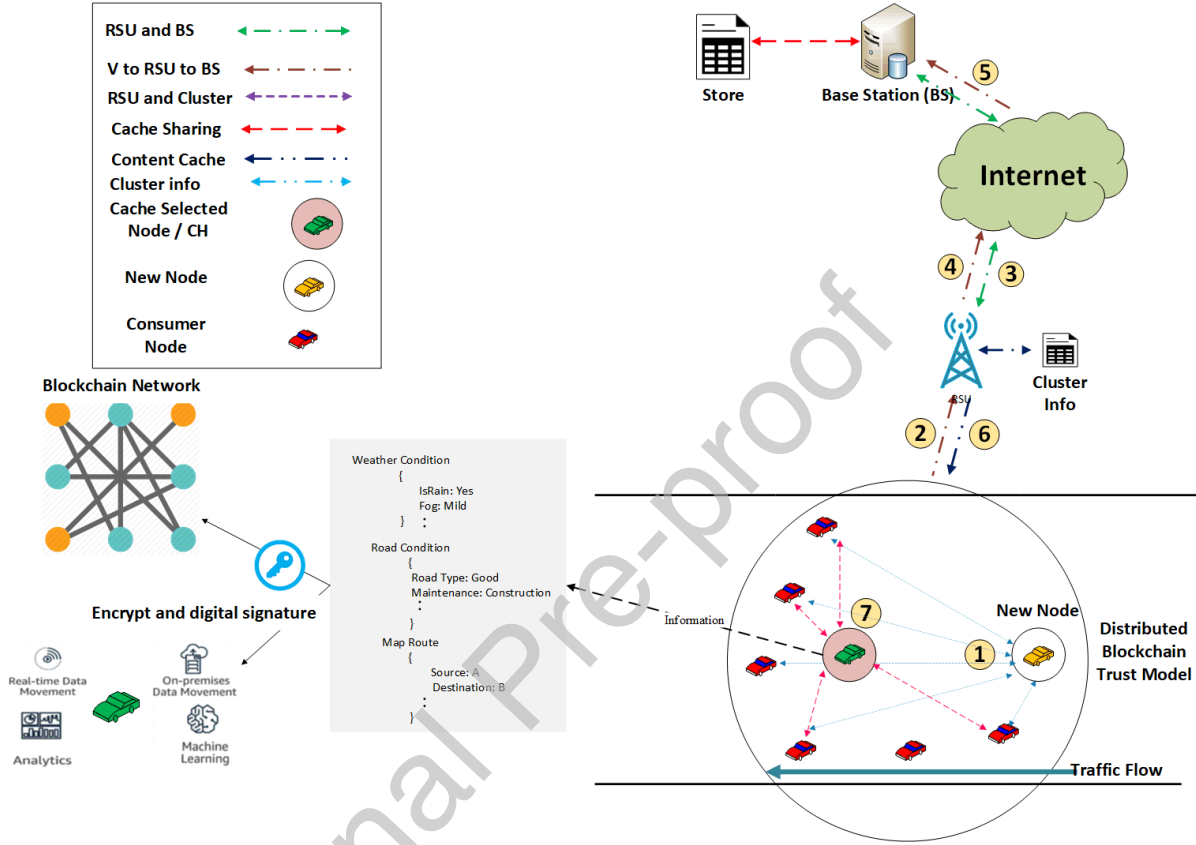 RSU and BS
V to RSU to BS
RSU and Cluster
Cache Sharing
Content Cache
Cluster info
Cache Selected
Node / CH
New Node
Consumer
Node
Store
Base Station (BS)
5
Internet
4
3
RSU
Cluster
Info
2
6
Blockchain Network
Encrypt and digital signature
Real-time Data
Movement
On-premises
Data Movement
Analytics
Machine
Learning
Weather Condition
{
IsRain: Yes
Fog: Mild
:
}
Road Condition
{
Road Type: Good
Maintenance: Construction
:
}
Map Route
{
Source: A
Destination: B
:
}
Information
7
New Node
1
Distributed
Blockchain
Trust Model
Traffic Flow
nal Pre-proof